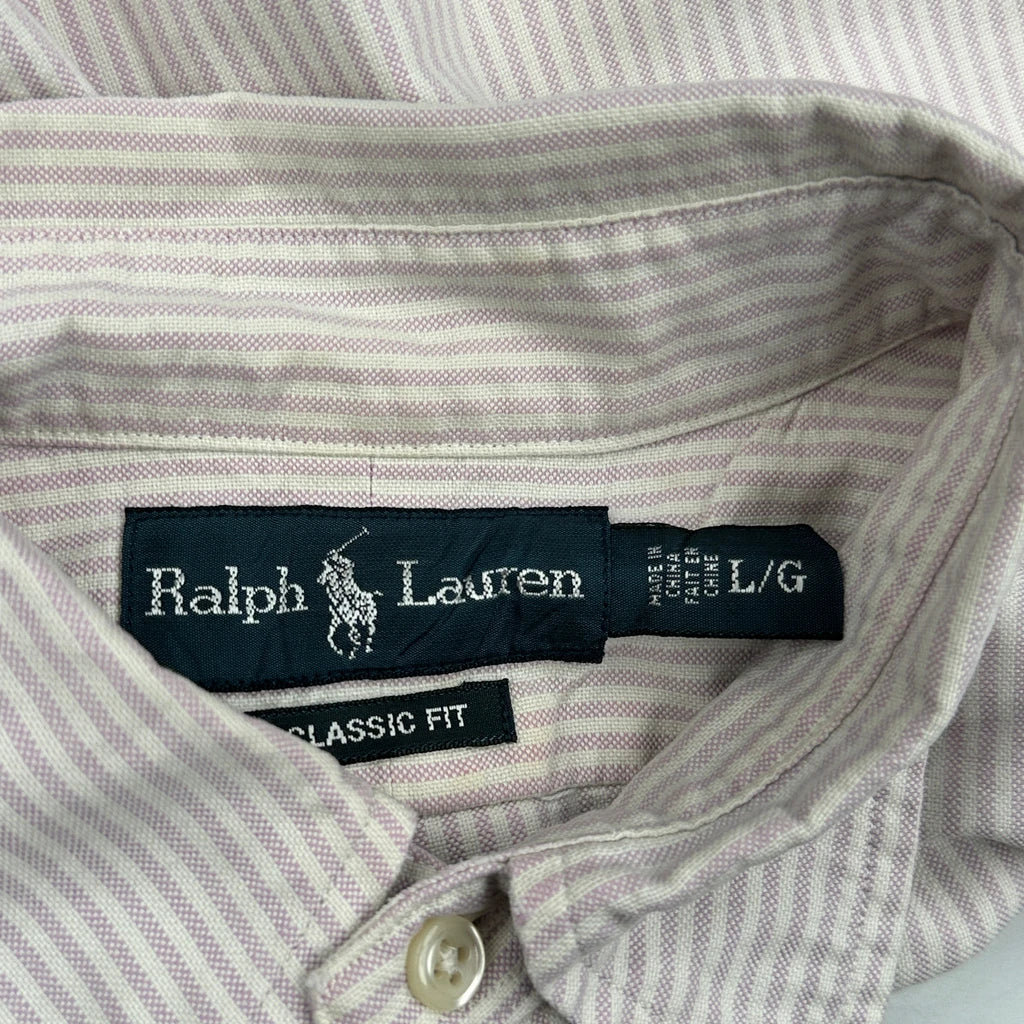 Ralph Lauren
MADE IN
CHINA
FAIT EN
CHINE
L/G
CLASSIC FIT